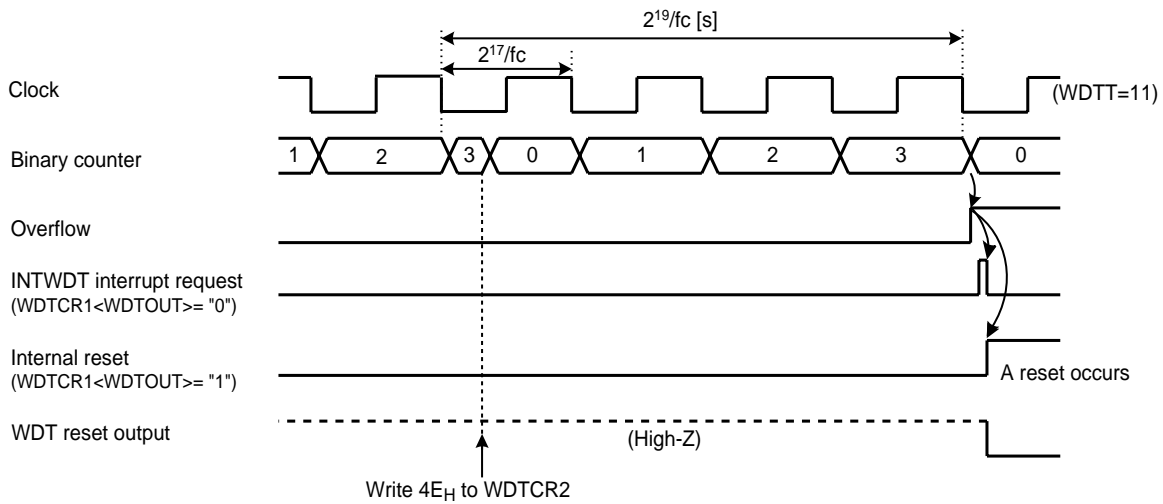 2¹⁹/fc [s]
2¹⁷/fc
Clock
(WDTT=11)
Binary counter
1 2 3 0 1 2 3 0
Overflow
INTWDT interrupt request
(WDTCR1<WDTOUT>= "0")
Internal reset
(WDTCR1<WDTOUT>= "1")
A reset occurs
WDT reset output
(High-Z)
Write 4E_H to WDTCR2